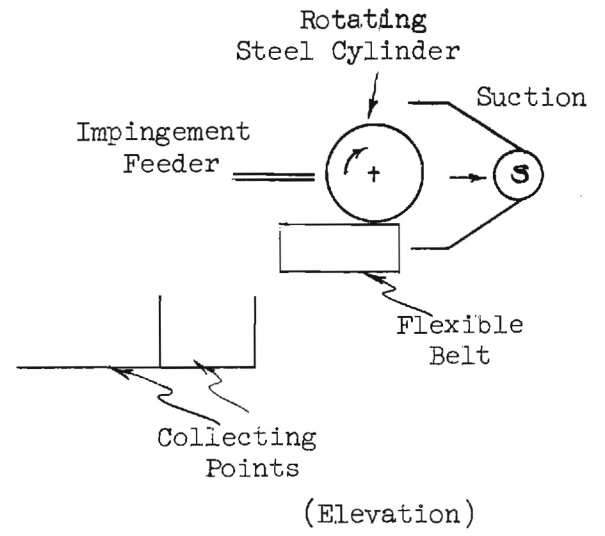 Rotating
Steel Cylinder
Suction
Impingement
Feeder
S
Flexible
Belt
Collecting
Points
(Elevation)